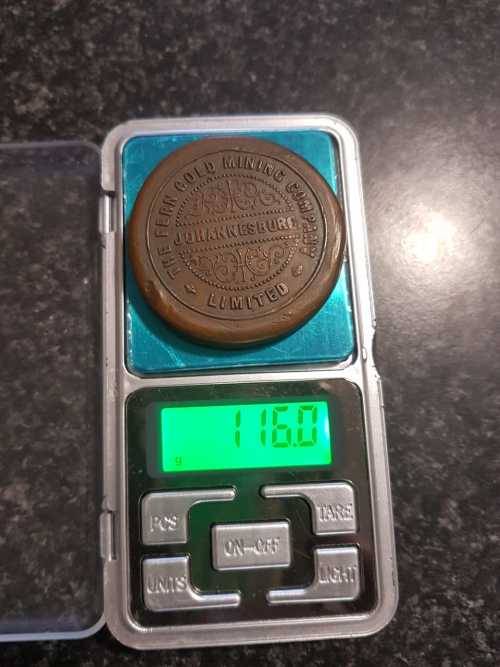 THE FERN GOLD MINING COMPANY
JOHANNESBURG
LIMITED
116.0
g
PCS
TARE
ON-OFF
UNITS
LIGHT